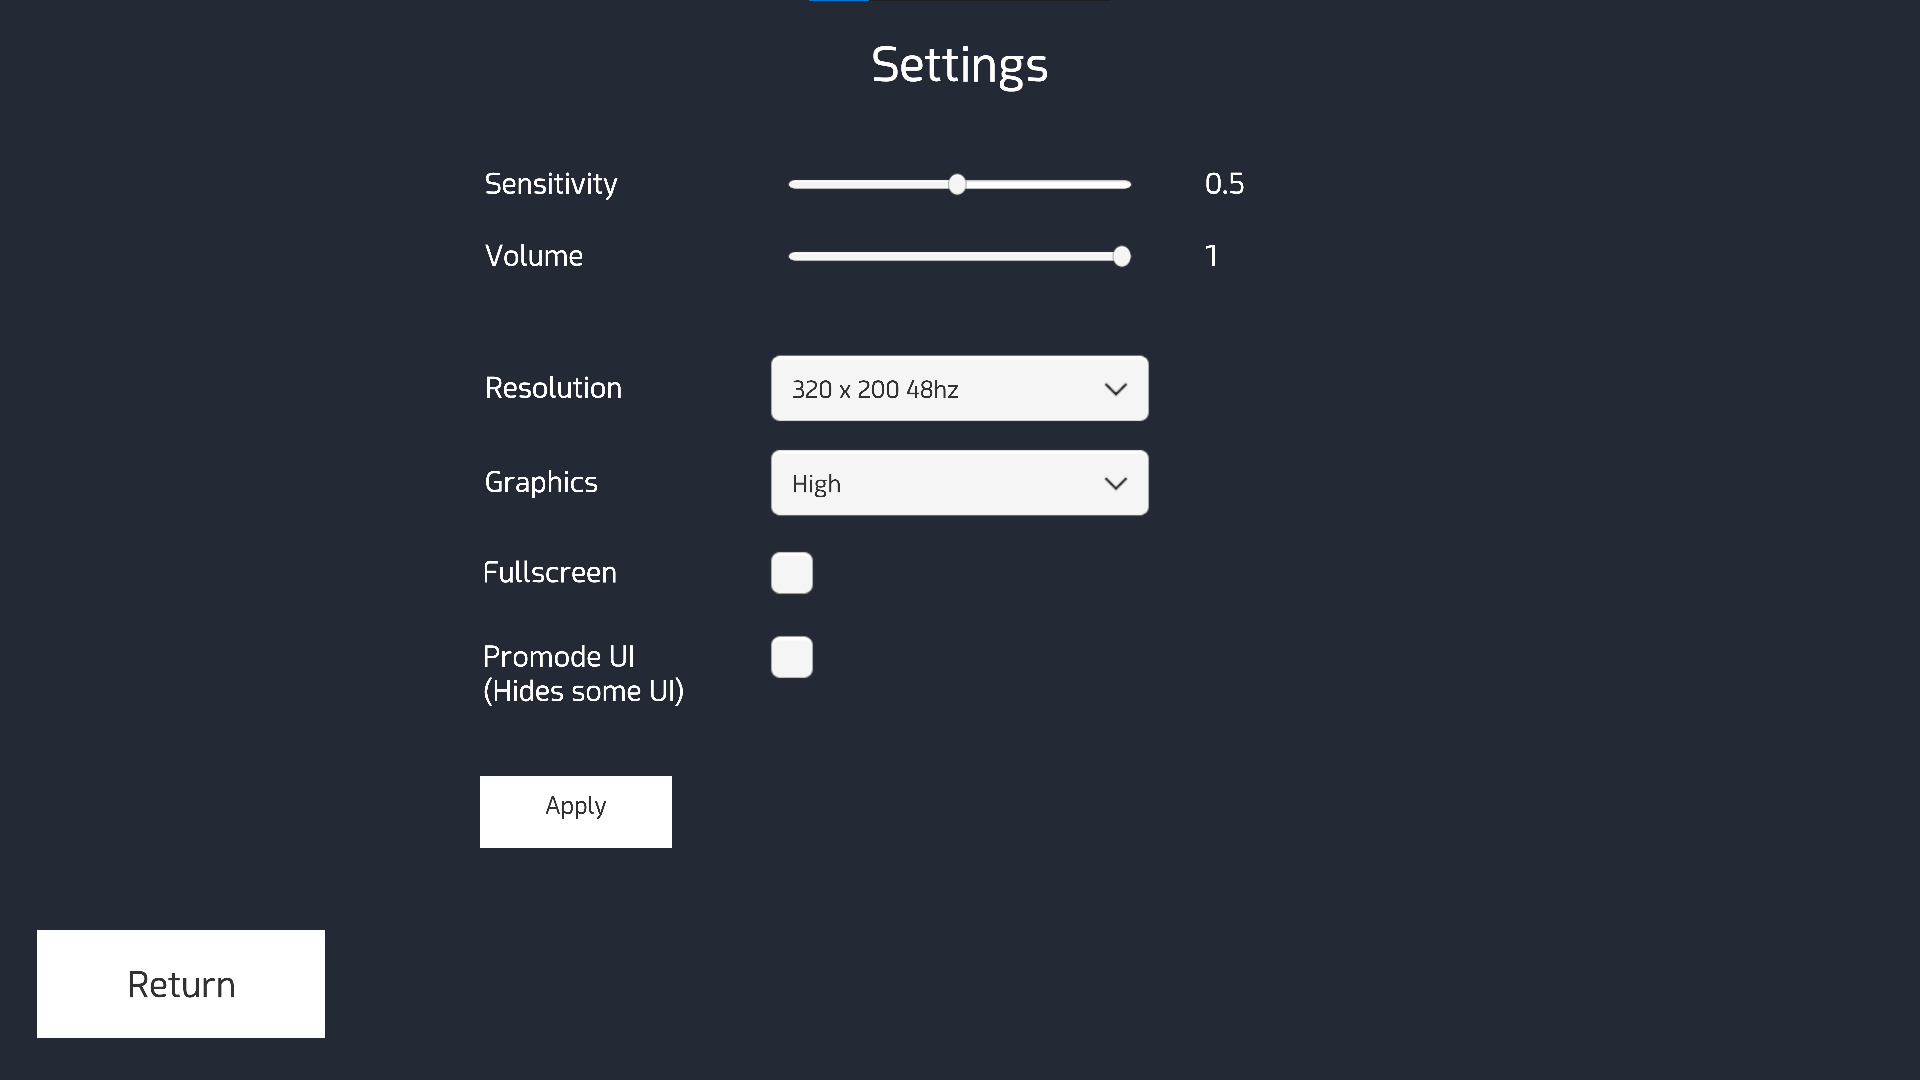 Settings
Sensitivity 0.5
Volume 1
Resolution 320 x 200 48hz
Graphics High
Fullscreen
Promode UI
(Hides some UI)
Apply
Return